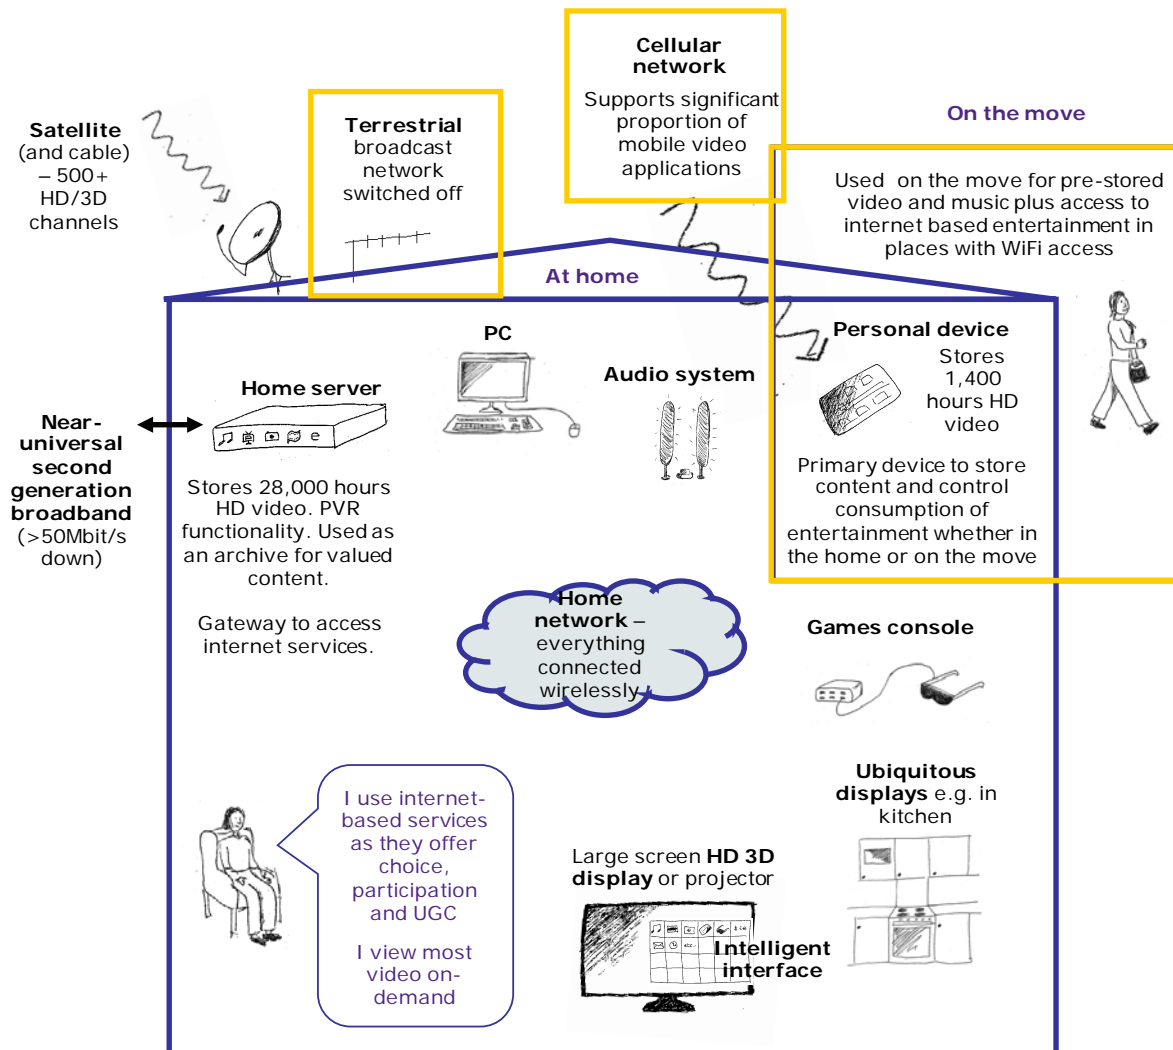 Cellular
network
Supports significant
proportion of
mobile video
applications
On the move
Satellite
(and cable)
– 500+
HD/3D
channels
Terrestrial
broadcast
network
switched off
Used on the move for pre-stored
video and music plus access to
internet based entertainment in
places with WiFi access
At home
PC
Audio system
Personal device
Stores
1,400
hours HD
video
Home server
Near-
universal
second
generation
broadband
(>50Mbit/s
down)
Stores 28,000 hours
HD video. PVR
functionality. Used as
an archive for valued
content.
Gateway to access
internet services.
Primary device to store
content and control
consumption of
entertainment whether in
the home or on the move
Home
network –
everything
connected
wirelessly
Games console
Ubiquitous
displays e.g. in
kitchen
I use internet-
based services
as they offer
choice,
participation
and UGC
I view most
video on-
demand
Large screen HD 3D
display or projector
etc..
Intelligent
interface